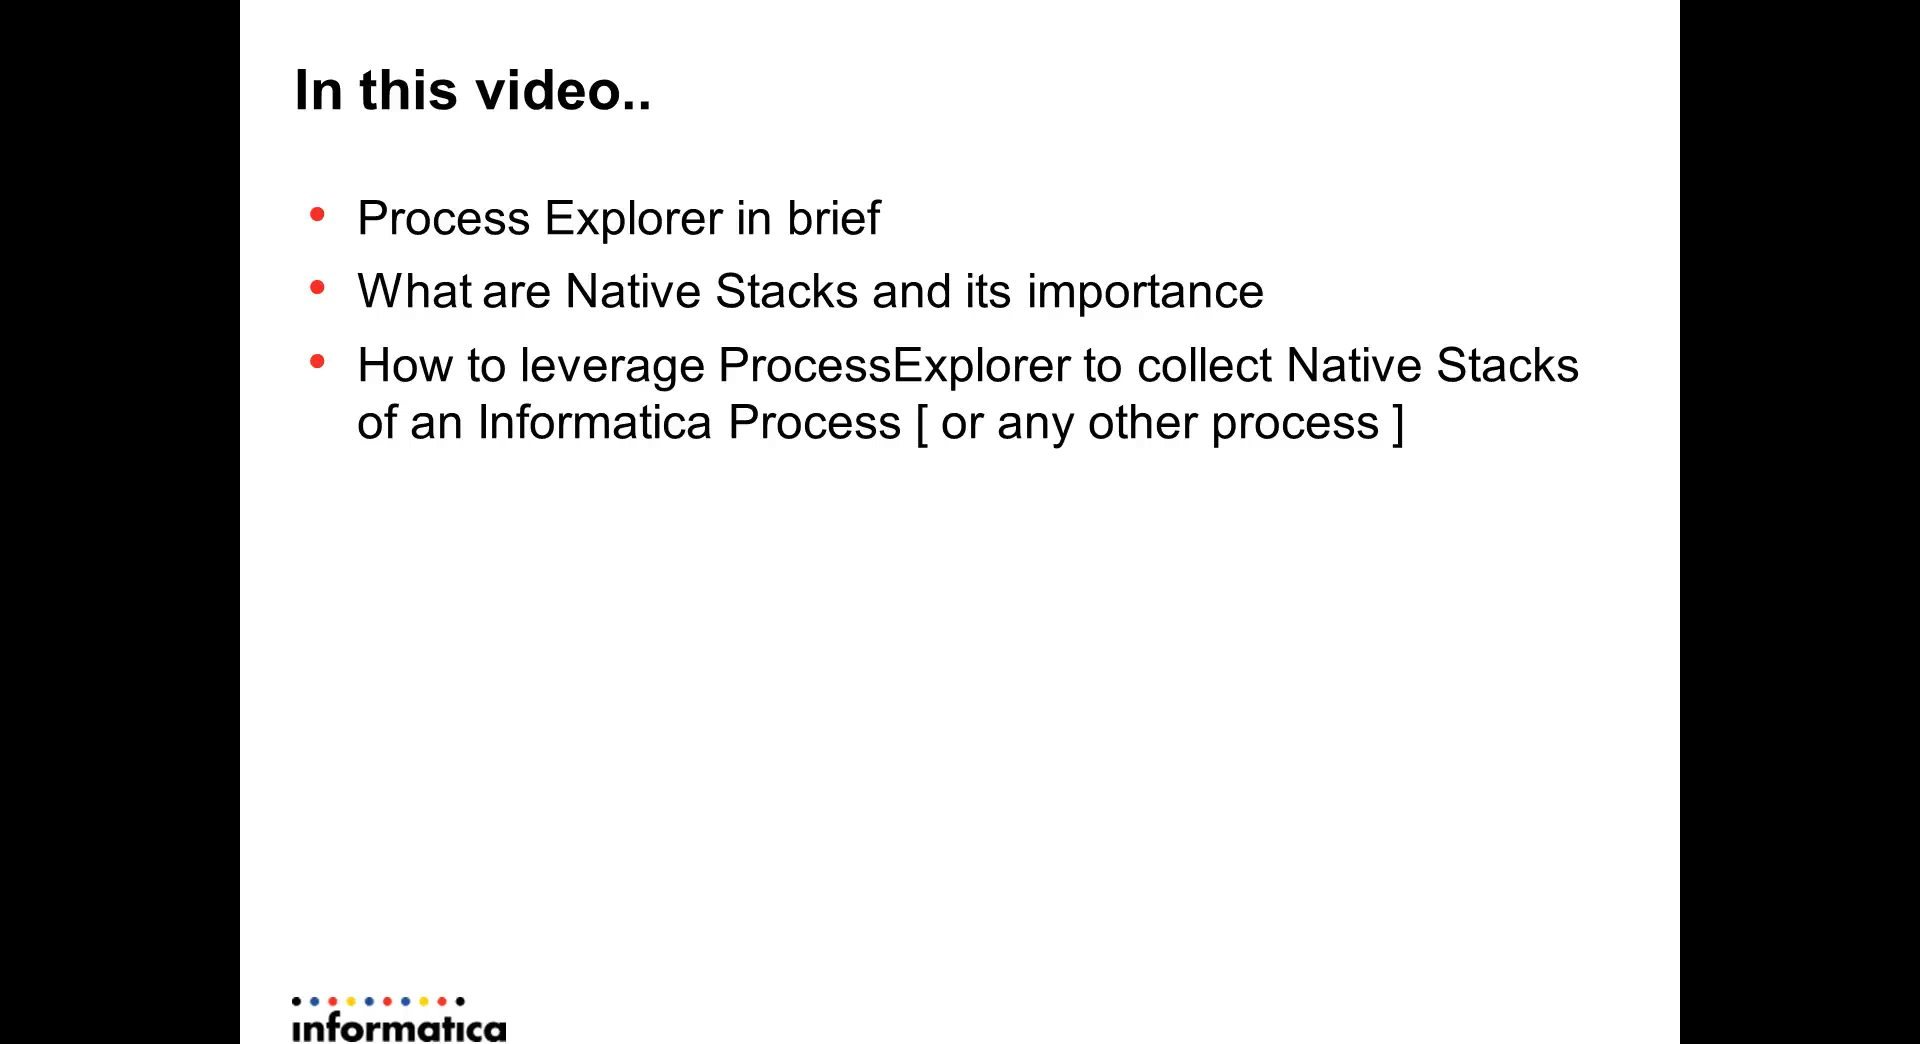 In this video..
• Process Explorer in brief
• What are Native Stacks and its importance
• How to leverage ProcessExplorer to collect Native Stacks
of an Informatica Process [ or any other process ]
informatica